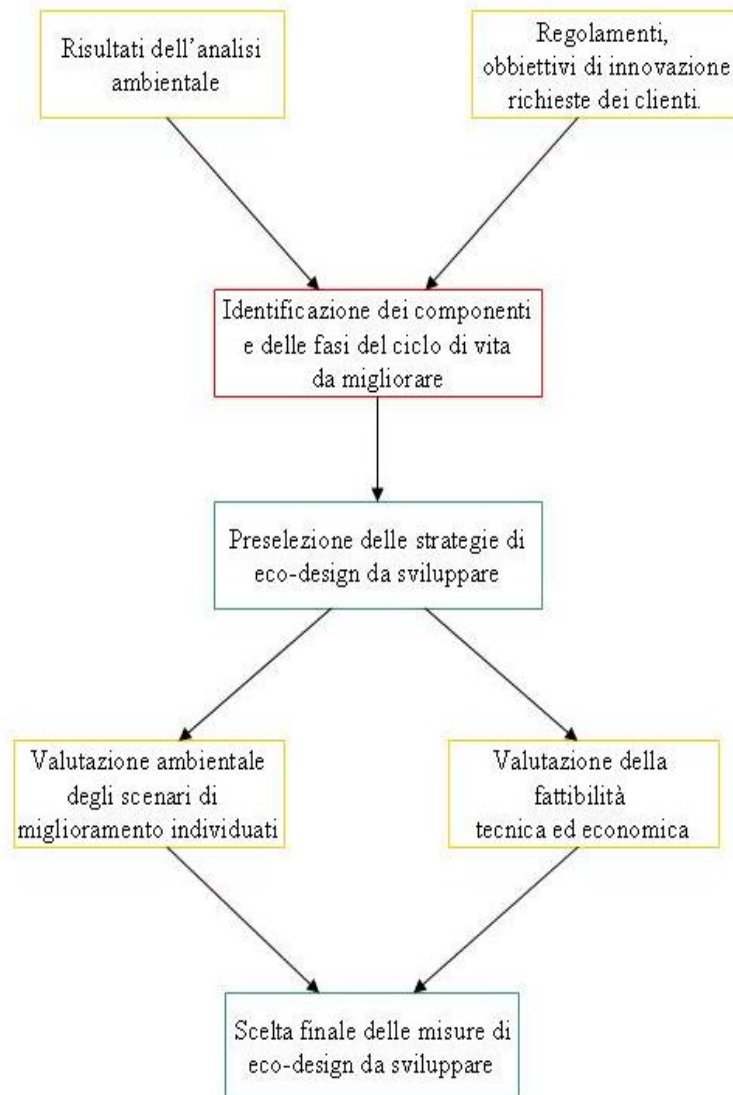 Risultati dell'analisi
ambientale
Regolamenti,
obbiettivi di innovazione
richieste dei clienti.
Identificazione dei componenti
e delle fasi del ciclo di vita
da migliorare
Preselezione delle strategie di
eco-design da sviluppare
Valutazione ambientale
degli scenari di
miglioramento individuati
Valutazione della
fattibilità
tecnica ed economica
Scelta finale delle misure di
eco-design da sviluppare